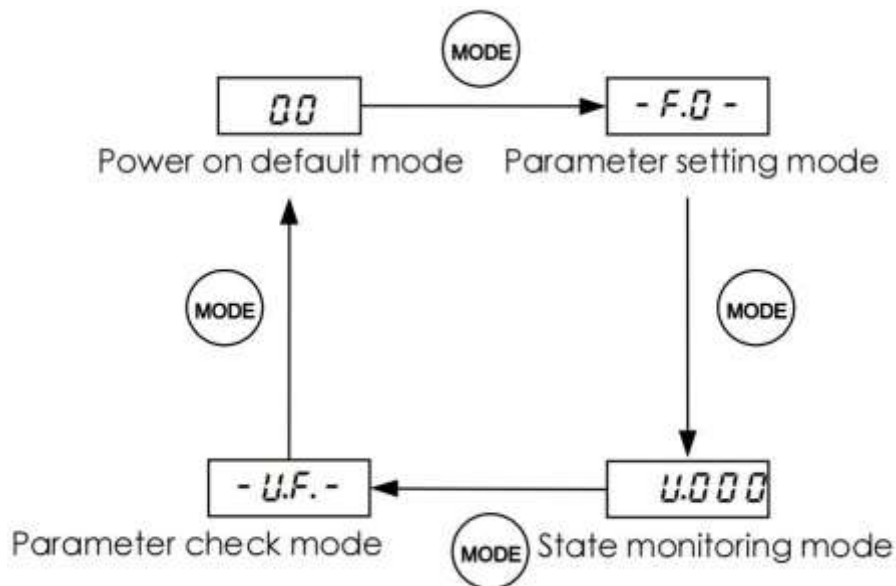 MODE
0.0
- F.0 -
Power on default mode
Parameter setting mode
MODE
MODE
- U.F. -
U.000
Parameter check mode
MODE
State monitoring mode